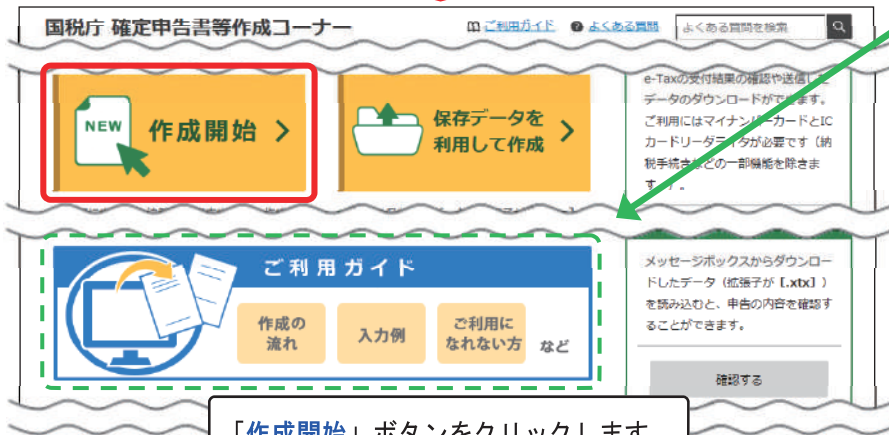 国税庁 確定申告書等作成コーナー
ご利用ガイド
よくある質問
よくある質問を検索
NEW
作成開始 >
保存データを
利用して作成 >
e-Taxの受付結果の確認や送信した
データのダウンロードができます。
ご利用にはマイナンバーカードとIC
カードリーダライタが必要です（納
税手続きなどの一部機能を除きま
す。）。
ご利用ガイド
作成の
流れ
入力例
ご利用に
なれない方
など
メッセージボックスからダウンロー
ドしたデータ（拡張子が【.xtx】）
を読み込むと、申告の内容を確認す
ることができます。
確認する
「作成開始」ボタンをクリックします